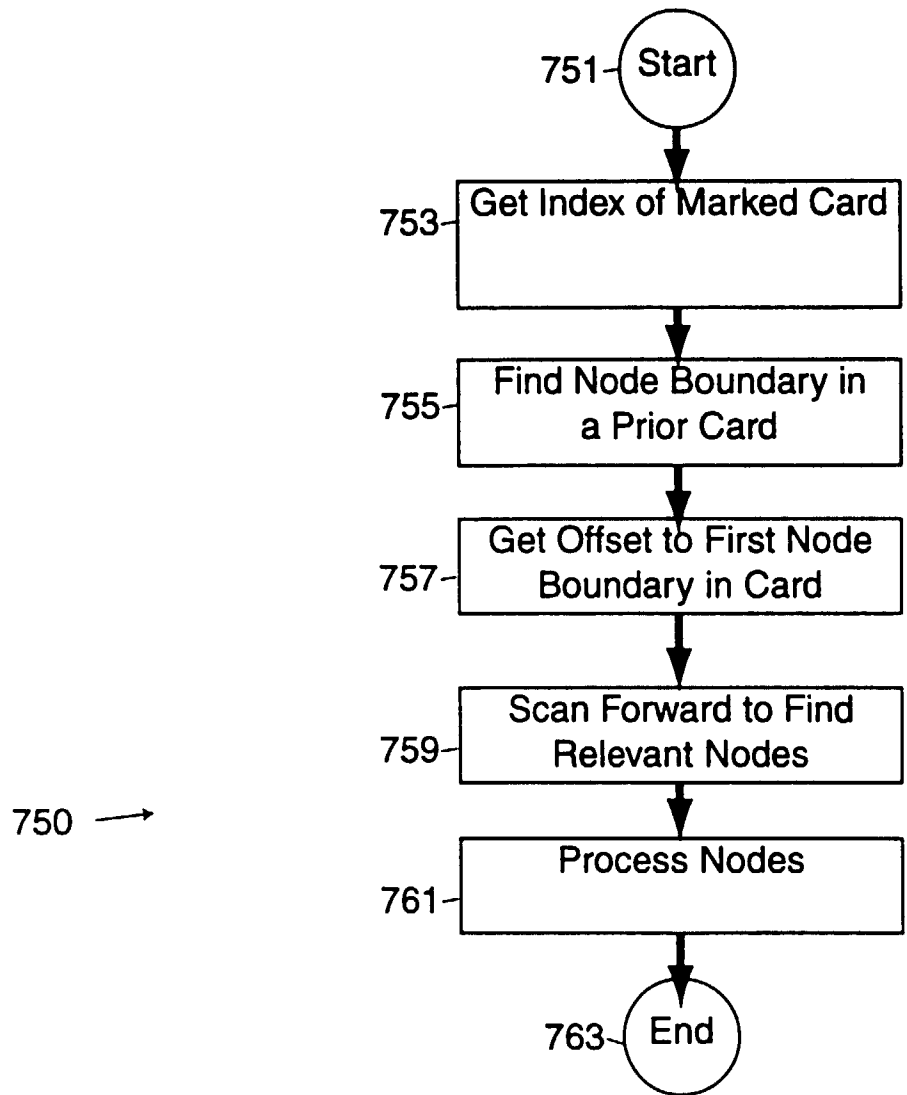 751 Start
753 Get Index of Marked Card
755 Find Node Boundary in
a Prior Card
757 Get Offset to First Node
Boundary in Card
759 Scan Forward to Find
Relevant Nodes
750
761 Process Nodes
763 End